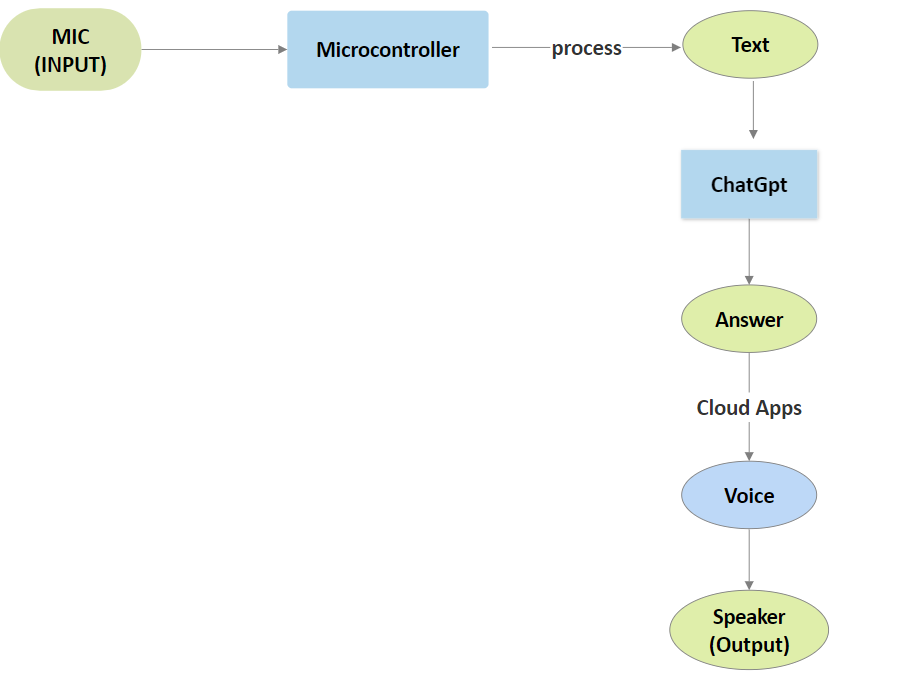 MIC
(INPUT)
Microcontroller
process
Text
ChatGpt
Answer
Cloud Apps
Voice
Speaker
(Output)